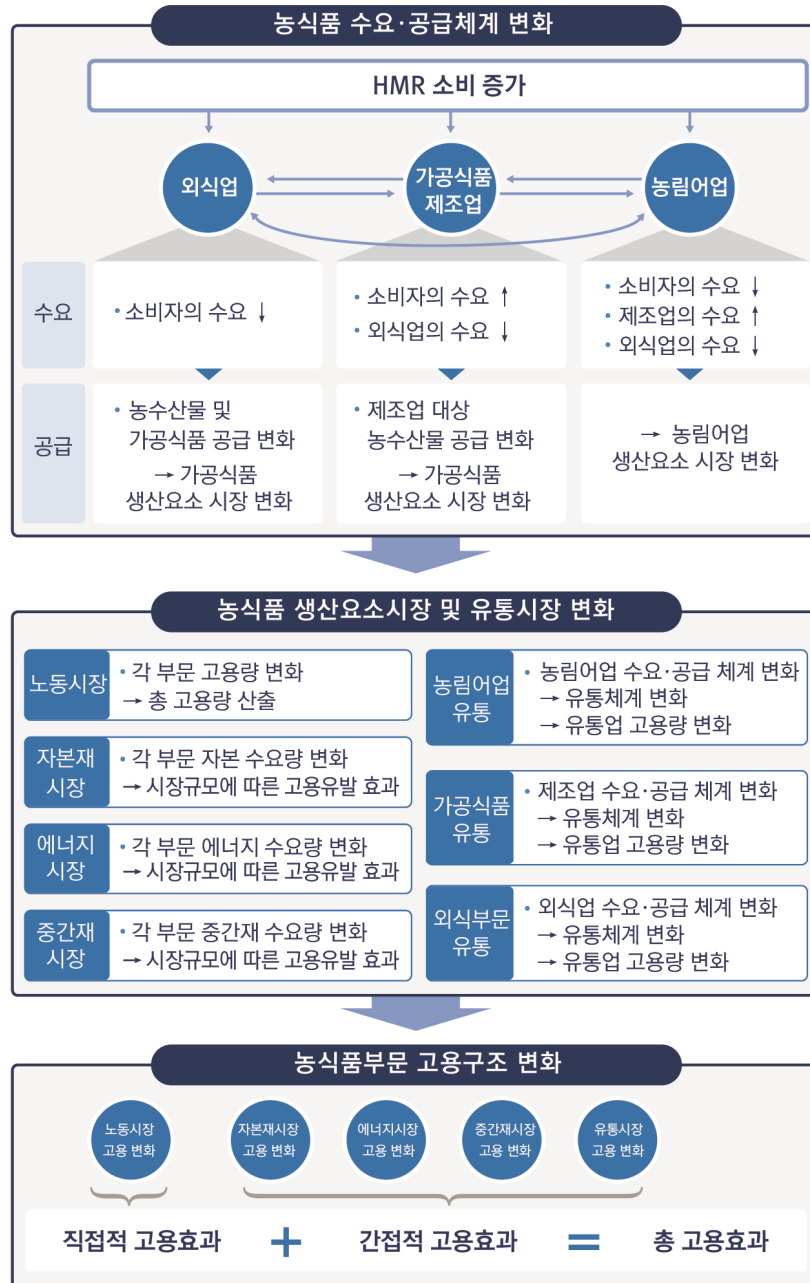 농식품 수요·공급체계 변화
HMR 소비 증가
외식업
가공식품
제조업
농림어업
수요
• 소비자의 수요 ↓
• 소비자의 수요 ↑
• 외식업의 수요 ↓
• 소비자의 수요 ↓
• 제조업의 수요 ↑
• 외식업의 수요 ↓
공급
• 농수산물 및
가공식품 공급 변화
→ 가공식품
생산요소 시장 변화
• 제조업 대상
농수산물 공급 변화
→ 가공식품
생산요소 시장 변화
→ 농림어업
생산요소 시장 변화
농식품 생산요소시장 및 유통시장 변화
노동시장
• 각 부문 고용량 변화
→ 총 고용량 산출
자본재
시장
• 각 부문 자본 수요량 변화
→ 시장규모에 따른 고용유발 효과
에너지
시장
• 각 부문 에너지 수요량 변화
→ 시장규모에 따른 고용유발 효과
중간재
시장
• 각 부문 중간재 수요량 변화
→ 시장규모에 따른 고용유발 효과
농림어업
유통
• 농림어업 수요·공급 체계 변화
→ 유통체계 변화
→ 유통업 고용량 변화
가공식품
유통
• 제조업 수요·공급 체계 변화
→ 유통체계 변화
→ 유통업 고용량 변화
외식부문
유통
• 외식업 수요·공급 체계 변화
→ 유통체계 변화
→ 유통업 고용량 변화
농식품부문 고용구조 변화
노동시장
고용 변화
자본재시장
고용 변화
에너지시장
고용 변화
중간재시장
고용 변화
유통시장
고용 변화
직접적 고용효과 + 간접적 고용효과 = 총 고용효과